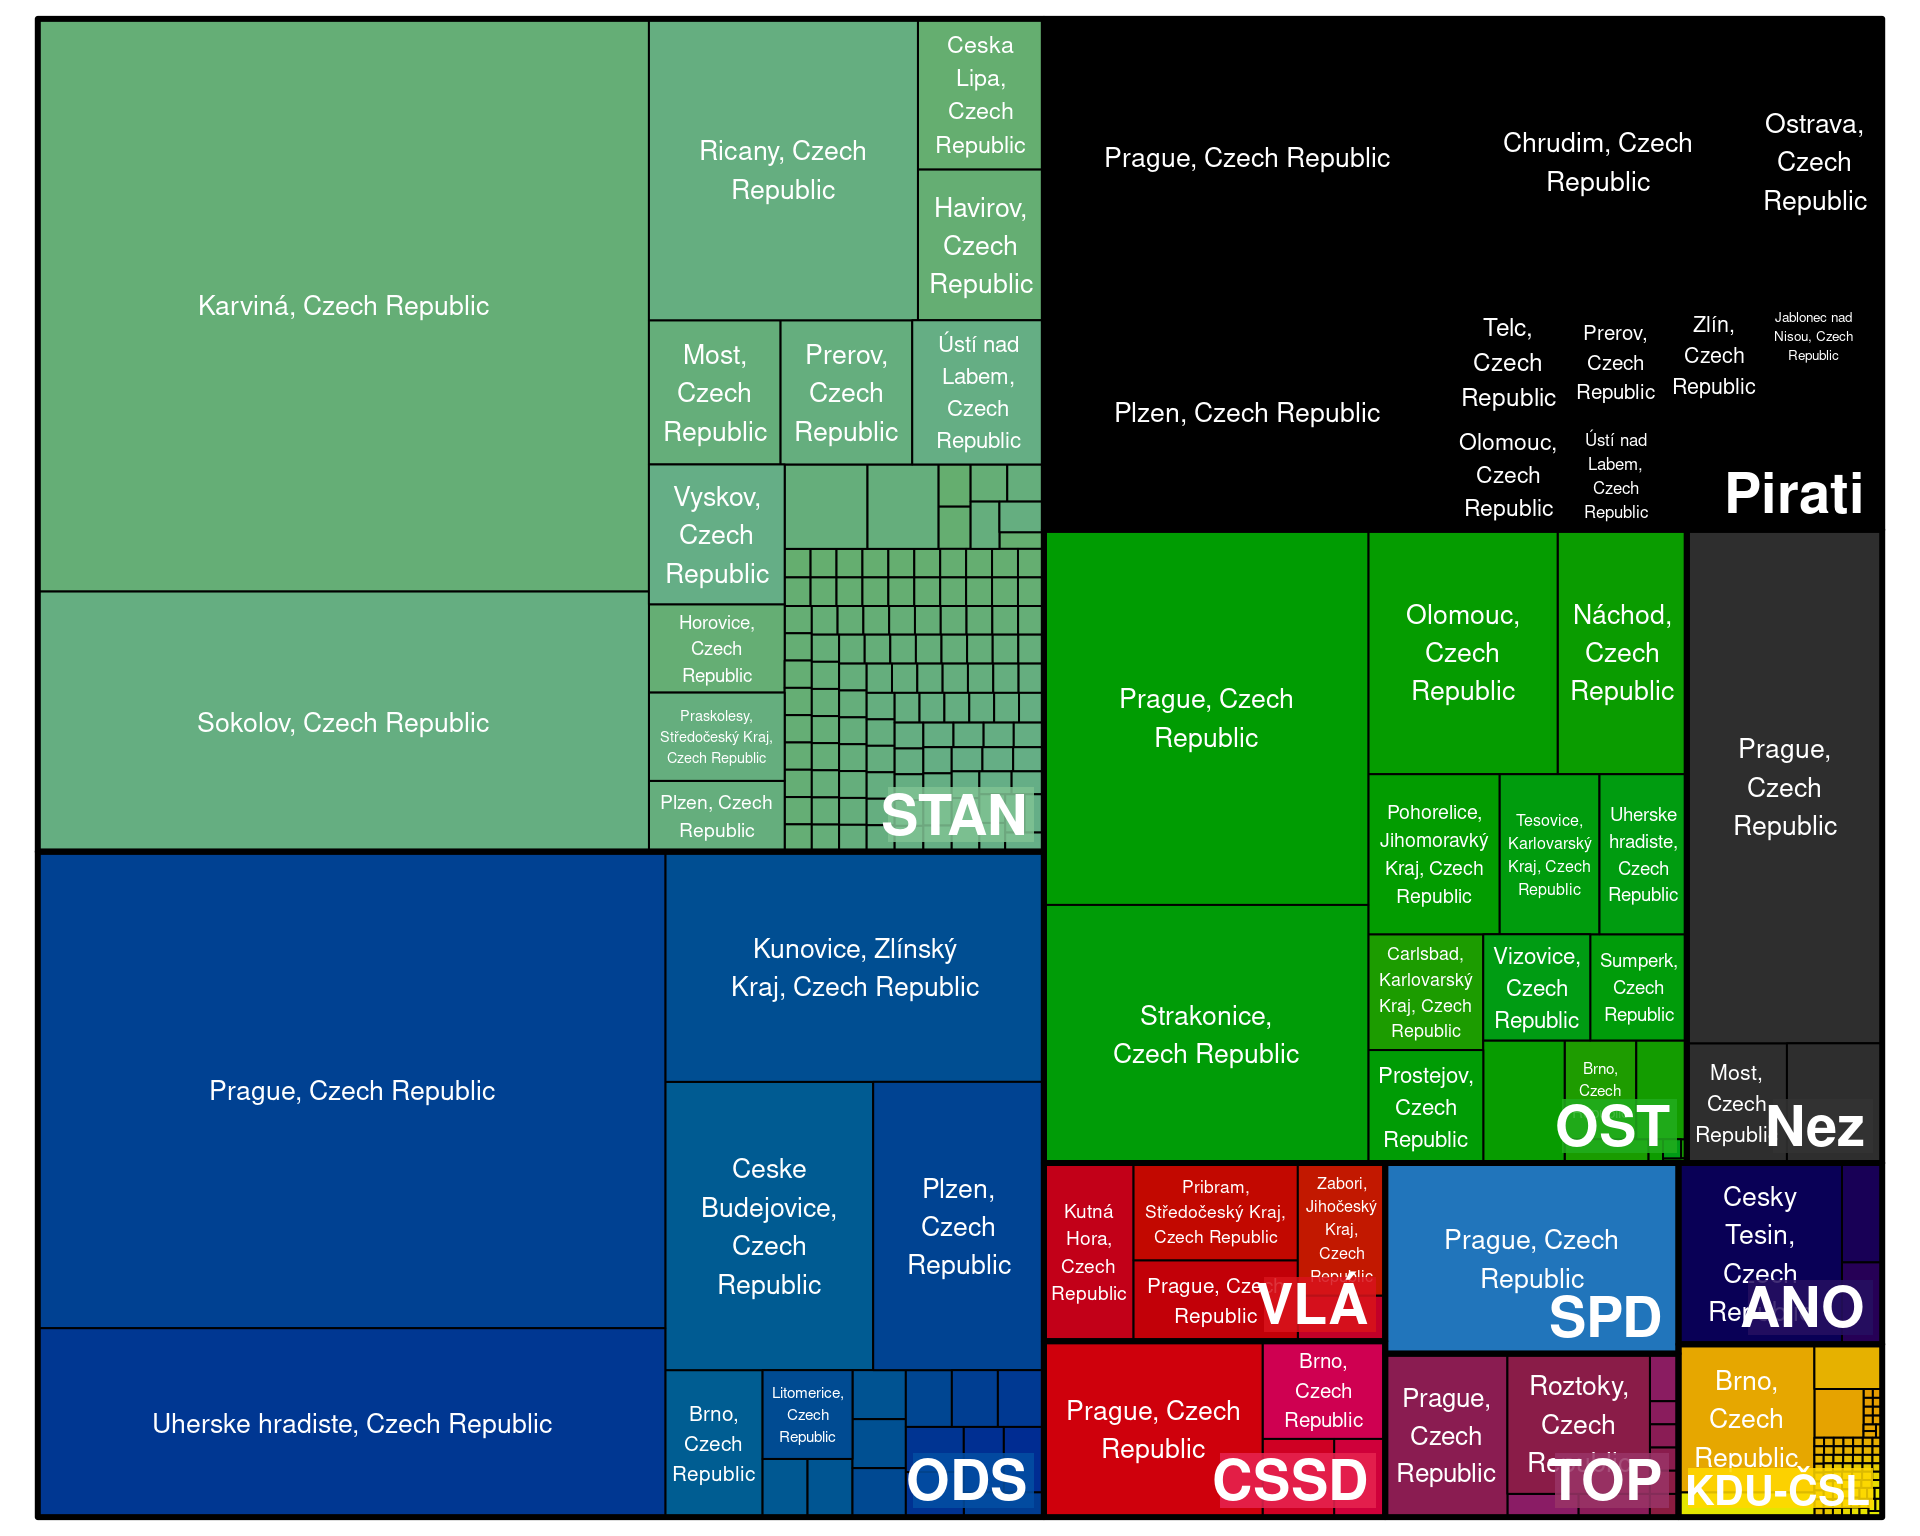 Karviná, Czech Republic
Sokolov, Czech Republic
Ricany, Czech
Republic
Ceska
Lipa,
Czech
Republic
Havirov,
Czech
Republic
Most,
Czech
Republic
Prerov,
Czech
Republic
Ústí nad
Labem,
Czech
Republic
Vyskov,
Czech
Republic
Horovice,
Czech
Republic
Praskolesy,
Středočeský Kraj,
Czech Republic
Plzen, Czech
Republic
STAN
Prague, Czech Republic
Uherske hradiste, Czech Republic
Kunovice, Zlínský
Kraj, Czech Republic
Ceske
Budejovice,
Czech
Republic
Plzen,
Czech
Republic
Brno,
Czech
Republic
Litomerice,
Czech
Republic
ODS
Prague, Czech Republic
Plzen, Czech Republic
Chrudim, Czech
Republic
Ostrava,
Czech
Republic
Telc,
Czech
Republic
Prerov,
Czech
Republic
Zlín,
Czech
Republic
Jablonec nad
Nisou, Czech
Republic
Olomouc,
Czech
Republic
Ústí nad
Labem,
Czech
Republic
Pirati
Prague, Czech
Republic
Strakonice,
Czech Republic
Olomouc,
Czech
Republic
Náchod,
Czech
Republic
Pohorelice,
Jihomoravký
Kraj, Czech
Republic
Tesovice,
Karlovarský
Kraj, Czech
Republic
Uherske
hradiste,
Czech
Republic
Carlsbad,
Karlovarský
Kraj, Czech
Republic
Vizovice,
Czech
Republic
Sumperk,
Czech
Republic
Prostejov,
Czech
Republic
Brno,
Czech
OST
Prague,
Czech
Republic
Most,
Czech
Republic
Nez
Kutná
Hora,
Czech
Republic
Pribram,
Středočeský Kraj,
Czech Republic
Prague, Czech
Republic
Zabori,
Jihočeský
Kraj,
Czech
Republic
VLÁ
Prague, Czech
Republic
SPD
Cesky
Tesin,
Czech
Republic
ANO
Prague, Czech
Republic
Brno,
Czech
Republic
CSSD
Prague,
Czech
Republic
Roztoky,
Czech
Republic
TOP
Brno,
Czech
Republic
KDU-ČSL